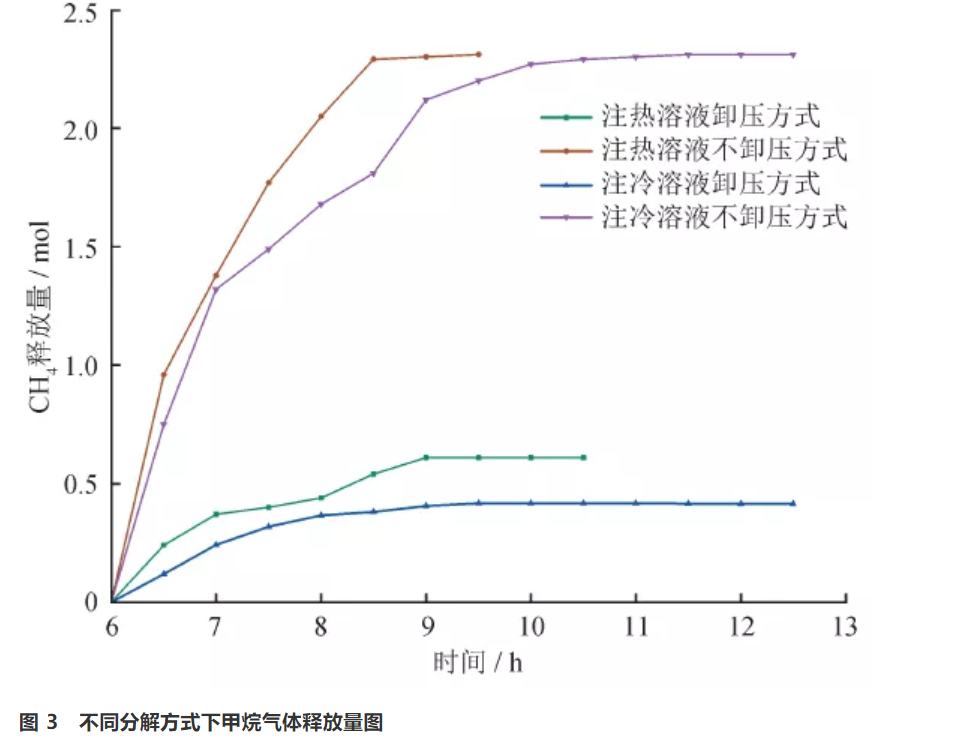 2.5
2.0
1.5
1.0
0.5
0
CH₄释放量 / mol
注热溶液卸压方式
注热溶液不卸压方式
注冷溶液卸压方式
注冷溶液不卸压方式
6 7 8 9 10 11 12 13
时间 / h
图 3 不同分解方式下甲烷气体释放量图